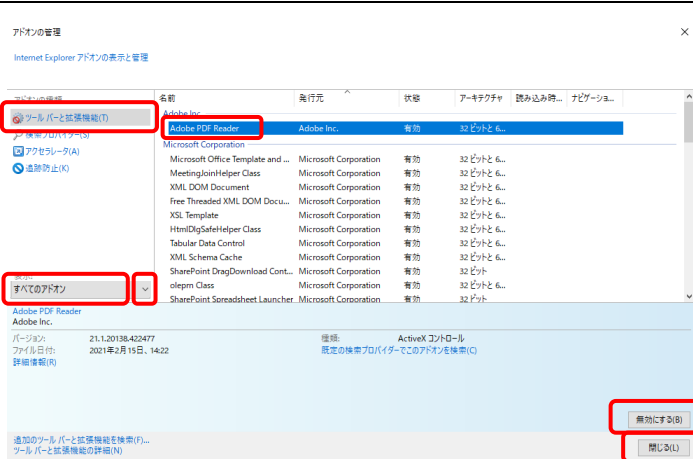 アドオンの管理
Internet Explorer アドオンの表示と管理
アドオンの種類
ツール バーと拡張機能(T)
検索プロバイダー(S)
アクセラレータ(A)
追跡防止(K)
表示:
すべてのアドオン
名前 発行元 状態 アーキテクチャ 読み込み時... ナビゲーショ...
Adobe Inc.
Adobe PDF Reader Adobe Inc. 有効 32 ビットと 6...
Microsoft Corporation
Microsoft Office Template and ... Microsoft Corporation 有効 32 ビットと 6...
MeetingJoinHelper Class Microsoft Corporation 有効 32 ビットと 6...
XML DOM Document Microsoft Corporation 有効 32 ビットと 6...
Free Threaded XML DOM Docu... Microsoft Corporation 有効 32 ビットと 6...
XSL Template Microsoft Corporation 有効 32 ビットと 6...
HtmlDlgSafeHelper Class Microsoft Corporation 有効 32 ビットと 6...
Tabular Data Control Microsoft Corporation 有効 32 ビットと 6...
XML Schema Cache Microsoft Corporation 有効 32 ビットと 6...
SharePoint DragDownload Cont... Microsoft Corporation 有効 32 ビット
oleprn Class Microsoft Corporation 有効 32 ビットと 6...
SharePoint Spreadsheet Launcher Microsoft Corporation 有効 32 ビット
Adobe PDF Reader
Adobe Inc.
バージョン: 21.1.20138.422477 種類: ActiveX コントロール
ファイル日付: 2021年2月15日、14:22 既定の検索プロバイダーでこのアドオンを検索(C)
詳細情報(R)
無効にする(B)
追加のツール バーと拡張機能を検索(F)...
ツール バーと拡張機能の詳細(N)
閉じる(L)